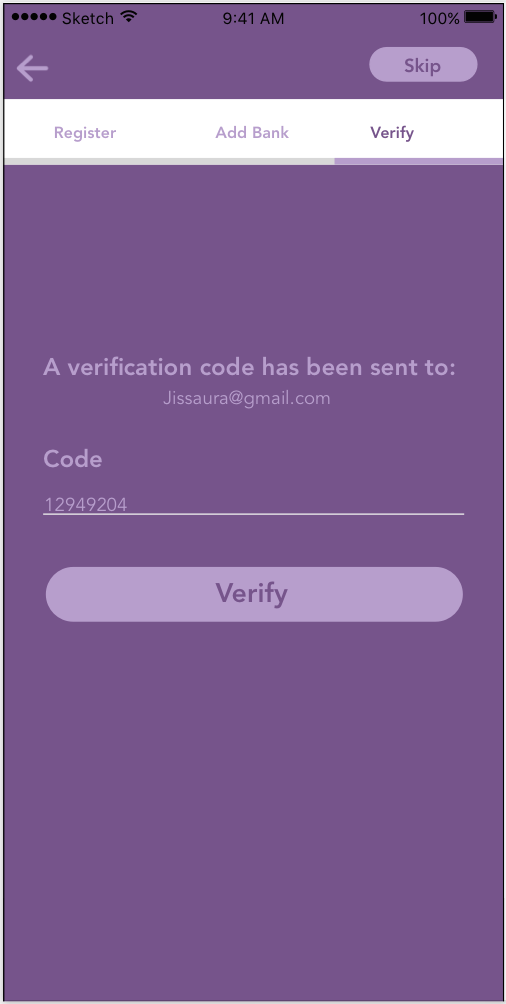 Sketch 9:41 AM 100%
Skip
Register Add Bank Verify
A verification code has been sent to:
Jissaura@gmail.com
Code
12949204
Verify